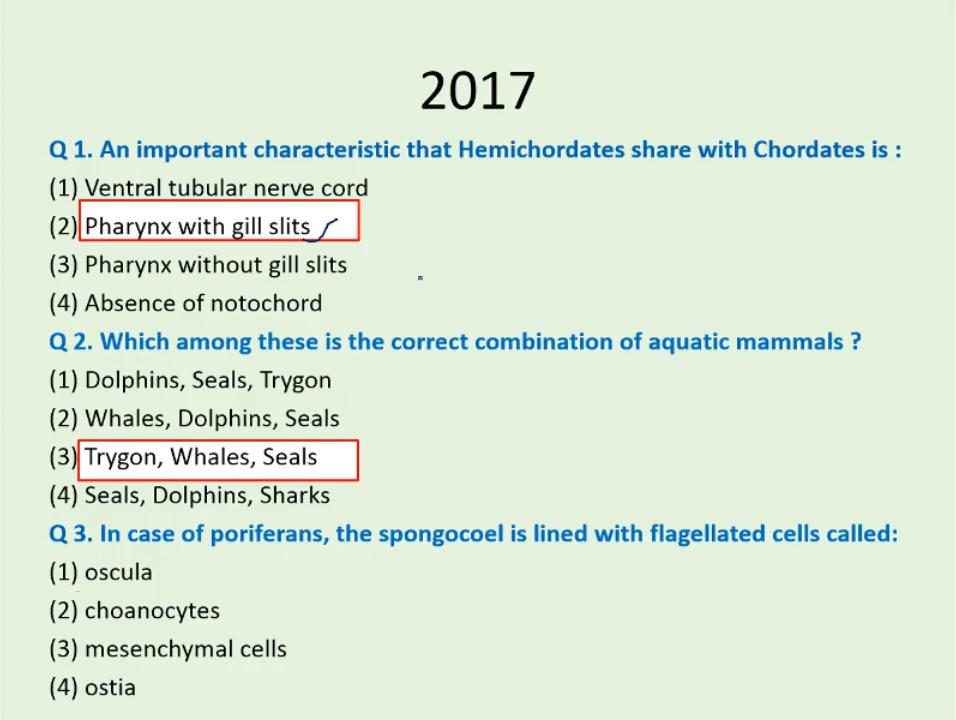 2017
Q 1. An important characteristic that Hemichordates share with Chordates is :
(1) Ventral tubular nerve cord
(2) Pharynx with gill slits
(3) Pharynx without gill slits
(4) Absence of notochord
Q 2. Which among these is the correct combination of aquatic mammals ?
(1) Dolphins, Seals, Trygon
(2) Whales, Dolphins, Seals
(3) Trygon, Whales, Seals
(4) Seals, Dolphins, Sharks
Q 3. In case of poriferans, the spongocoel is lined with flagellated cells called:
(1) oscula
(2) choanocytes
(3) mesenchymal cells
(4) ostia